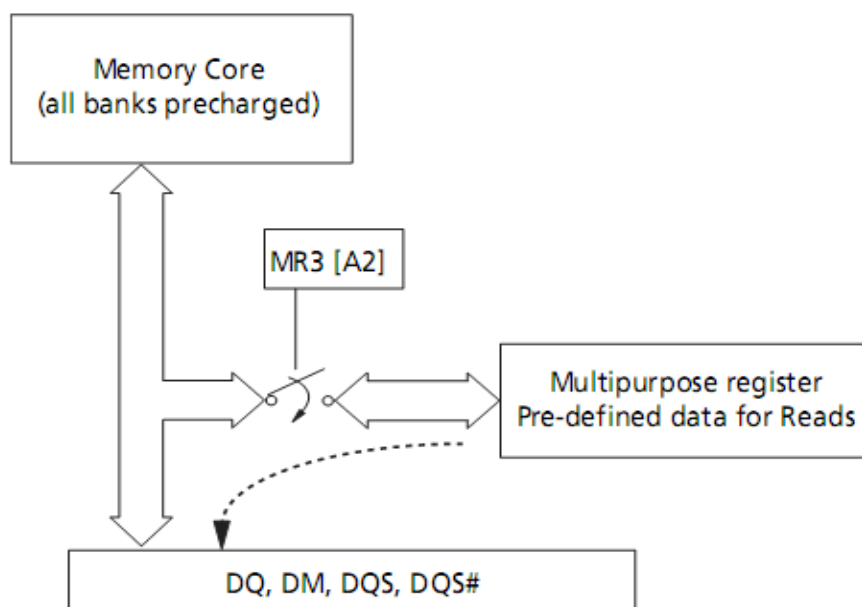 Memory Core
(all banks precharged)
MR3 [A2]
Multipurpose register
Pre-defined data for Reads
DQ, DM, DQS, DQS#